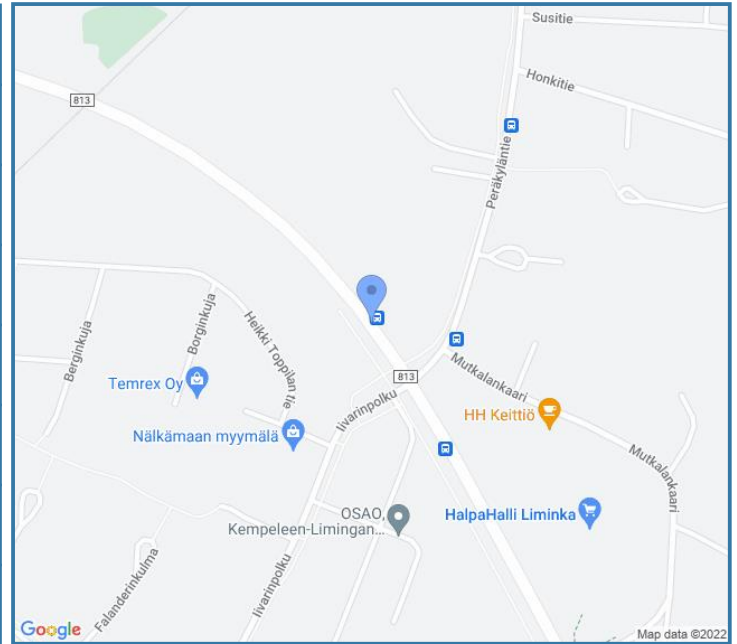 Susitie
Honkitie
813
Peräkyläntie
Berginkuja
Borginkuja
Heikki Toppilan tie
813
Mutkalankaari
Temrex Oy
Iivarinpolku
HH Keittiö
Nälkämaan myymälä
Mutkalankaari
OSAO,
Kempeleen-Limingan...
HalpaHalli Liminka
Falanderinkulma
Iivarinpolku
Google
Map data ©2022